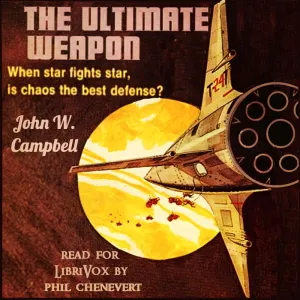 THE ULTIMATE
WEAPON
When star fights star,
is chaos the best defense?
John W.
Campbell
T-247
READ FOR
LIBRIVOX BY
PHIL CHENEVERT